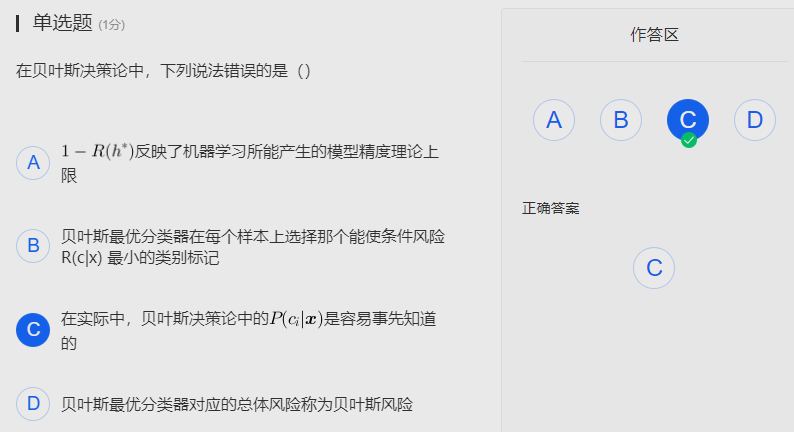 单选题 (1分)
在贝叶斯决策论中，下列说法错误的是（）
A 1 − R(h*)反映了机器学习所能产生的模型精度理论上
限
B 贝叶斯最优分类器在每个样本上选择那个能使条件风险
R(c|x) 最小的类别标记
C 在实际中，贝叶斯决策论中的P(c_i|x)是容易事先知道
的
D 贝叶斯最优分类器对应的总体风险称为贝叶斯风险
作答区
A B C D
正确答案
C